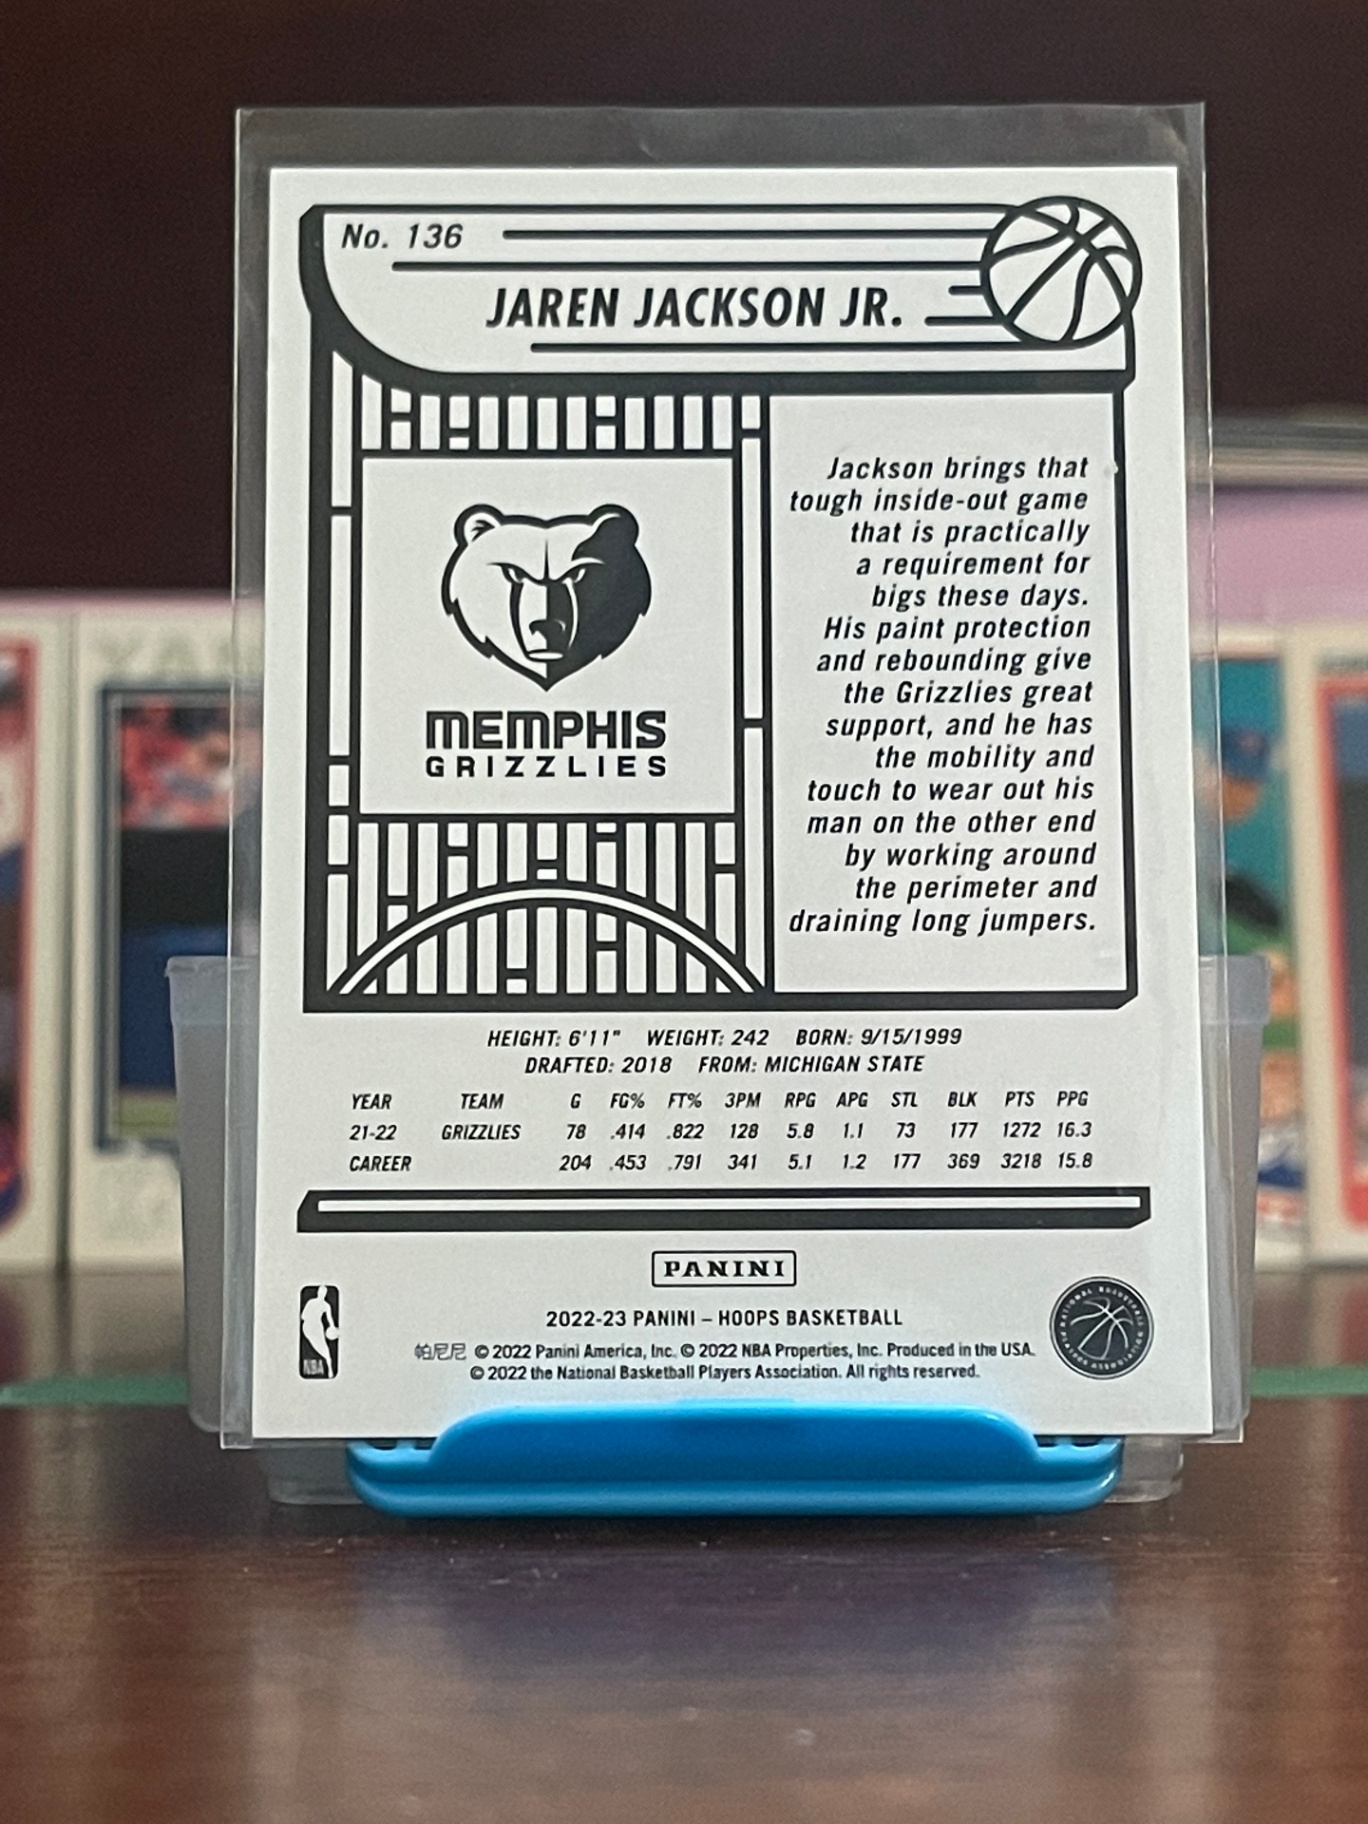 No. 136
JAREN JACKSON JR.
Jackson brings that
tough inside-out game
that is practically
a requirement for
bigs these days.
His paint protection
and rebounding give
the Grizzlies great
support, and he has
the mobility and
touch to wear out his
man on the other end
by working around
the perimeter and
draining long jumpers.
MEMPHIS
GRIZZLIES
HEIGHT: 6'11" WEIGHT: 242 BORN: 9/15/1999
DRAFTED: 2018 FROM: MICHIGAN STATE
YEAR TEAM G FG% FT% 3PM RPG APG STL BLK PTS PPG
21-22 GRIZZLIES 78 .414 .822 128 5.8 1.1 73 177 1272 16.3
CAREER 204 .453 .791 341 5.1 1.2 177 369 3218 15.8
PANINI
2022-23 PANINI – HOOPS BASKETBALL
帕尼尼 © 2022 Panini America, Inc. © 2022 NBA Properties, Inc. Produced in the USA.
© 2022 the National Basketball Players Association. All rights reserved.
NBA
NATIONAL BASKETBALL PLAYERS ASSOCIATION